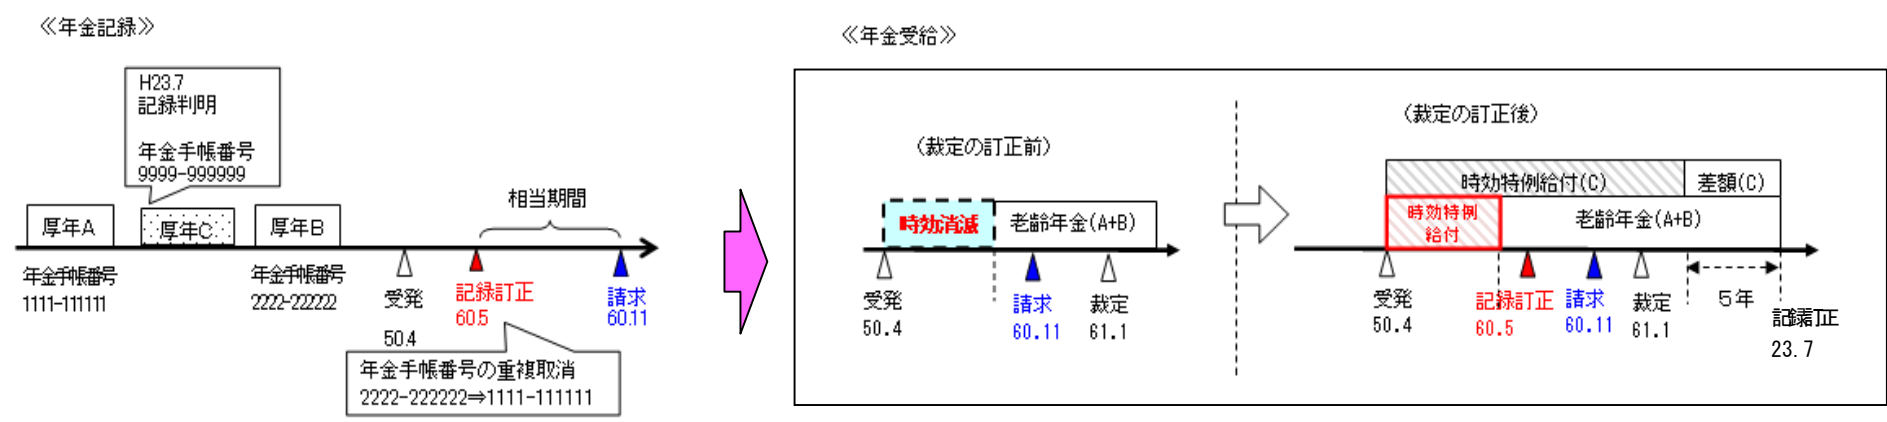 ≪年金記録≫
H23.7
記録判明
年金手帳番号
9999-999999
厚年A
厚年C
厚年B
相当期間
年金手帳番号
1111-111111
年金手帳番号
2222-22222
受発
50.4
記録訂正
60.5
請求
60.11
年金手帳番号の重複取消
2222-222222⇒1111-111111
≪年金受給≫
（裁定の訂正前）
時効消滅
老齢年金(A+B)
受発
50.4
請求
60.11
裁定
61.1
（裁定の訂正後）
時効特例給付(C)
差額(C)
時効特例
給付
老齢年金(A+B)
受発
50.4
記録訂正
60.5
請求
60.11
裁定
61.1
５年
記録訂正
23.7